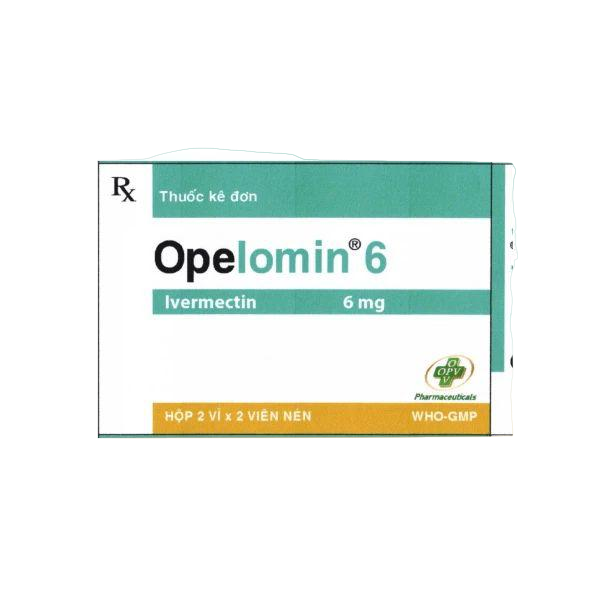 Rx
Thuốc kê đơn
Opelomin® 6
Ivermectin 6 mg
OPV
OPV
Pharmaceuticals
HỘP 2 VỈ x 2 VIÊN NÉN WHO-GMP